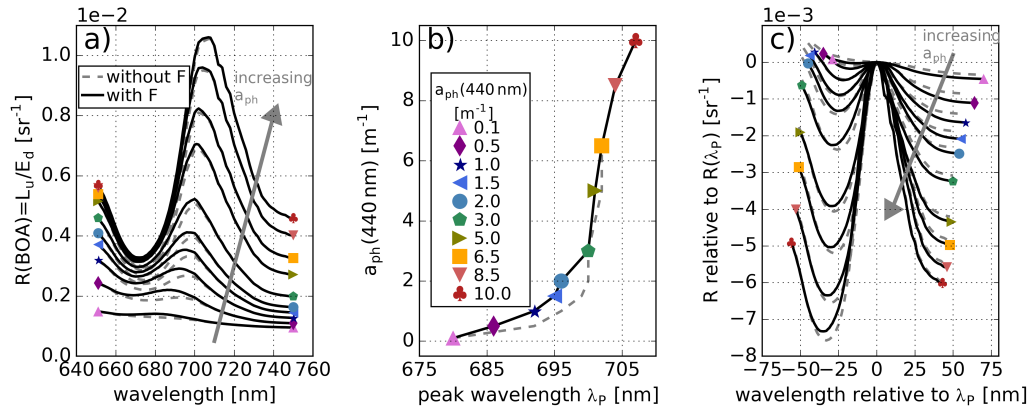 1e−2
a)
without F
with F
increasing
a_ph
R(BOA)=L_u/E_d [sr⁻¹]
1.0
0.8
0.6
0.4
0.2
0.0
640 660 680 700 720 740 760
wavelength [nm]
b)
a_ph(440 nm)
[m⁻¹]
0.1
0.5
1.0
1.5
2.0
3.0
5.0
6.5
8.5
10.0
a_ph(440 nm) [m⁻¹]
10
8
6
4
2
0
675 685 695 705
peak wavelength λ_P [nm]
1e−3
c)
increasing
a_ph
R relative to R(λ_P) [sr⁻¹]
1
0
−1
−2
−3
−4
−5
−6
−7
−8
−75 −50 −25 0 25 50 75
wavelength relative to λ_P [nm]